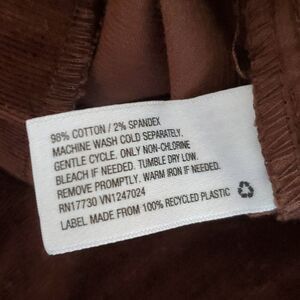 98% COTTON / 2% SPANDEX
MACHINE WASH COLD SEPARATELY.
GENTLE CYCLE. ONLY NON-CHLORINE
BLEACH IF NEEDED. TUMBLE DRY LOW.
REMOVE PROMPTLY. WARM IRON IF NEEDED.
RN17730 VN1247024
LABEL MADE FROM 100% RECYCLED PLASTIC